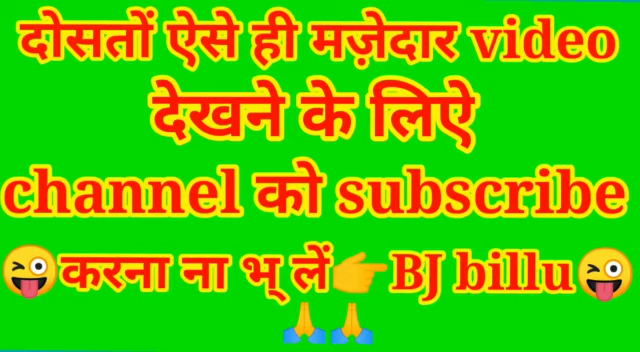 दोसतों ऐसे ही मज़ेदार video
देखने के लिऐ
channel को subscribe
😜करना ना भ् लें👉BJ billu😜
🙏🙏